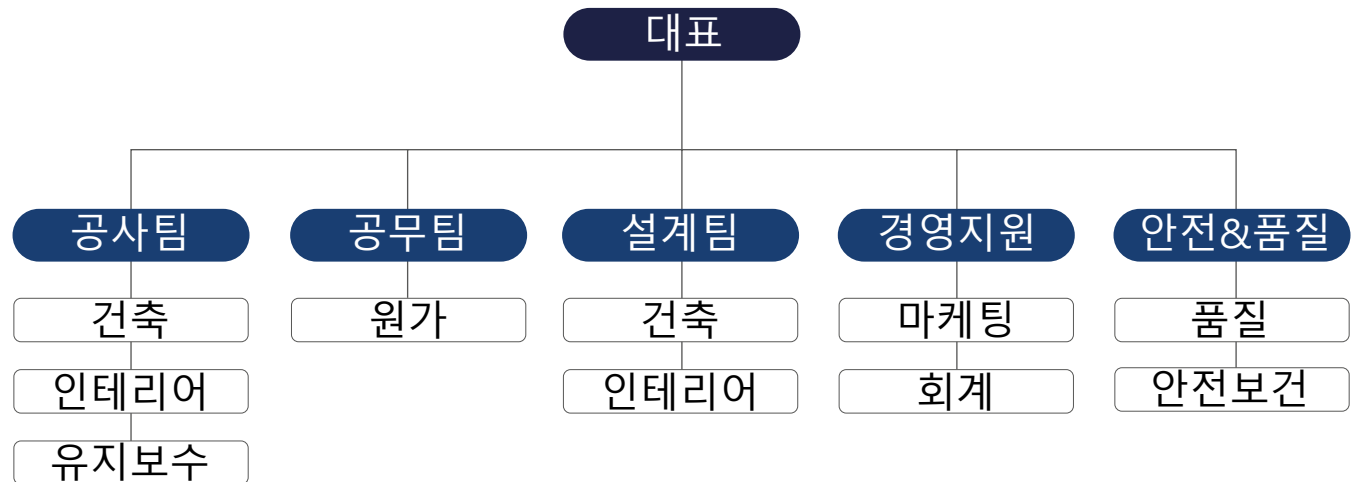 대표
공사팀 공무팀 설계팀 경영지원 안전&품질
건축 원가 건축 마케팅 품질
인테리어 인테리어 회계 안전보건
유지보수